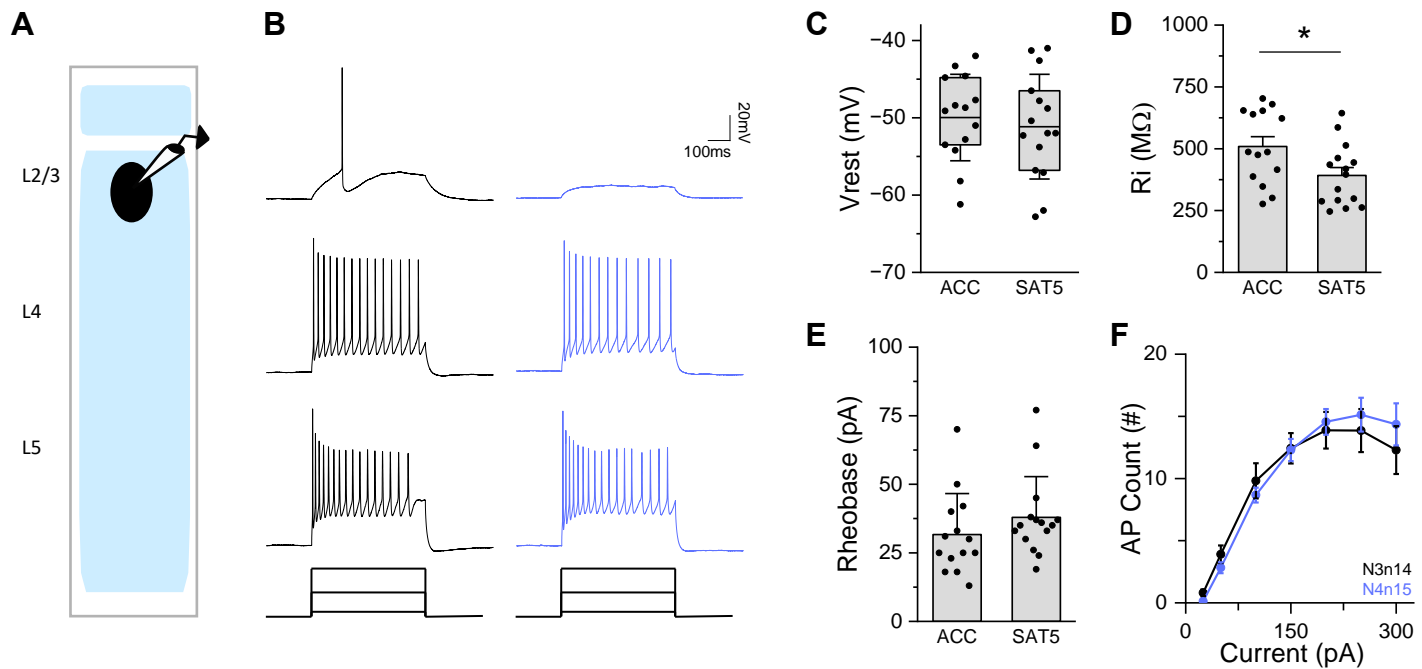 A
L2/3
L4
L5
B
20mV
100ms
C
Vrest (mV)
−40
−50
−60
−70
ACC SAT5
D
*
Ri (MΩ)
1000
750
500
250
0
ACC SAT5
E
Rheobase (pA)
100
75
50
25
0
ACC SAT5
F
AP Count (#)
20
10
0
N3n14
N4n15
0 150 300
Current (pA)